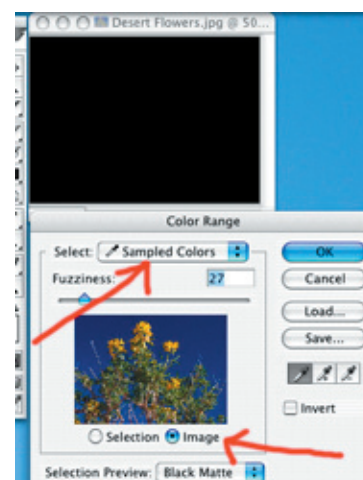 Desert Flowers.jpg @ 50...
Color Range
Select: Sampled Colors
OK
Fuzziness: 27
Cancel
Load...
Save...
Invert
Selection Image
Selection Preview: Black Matte